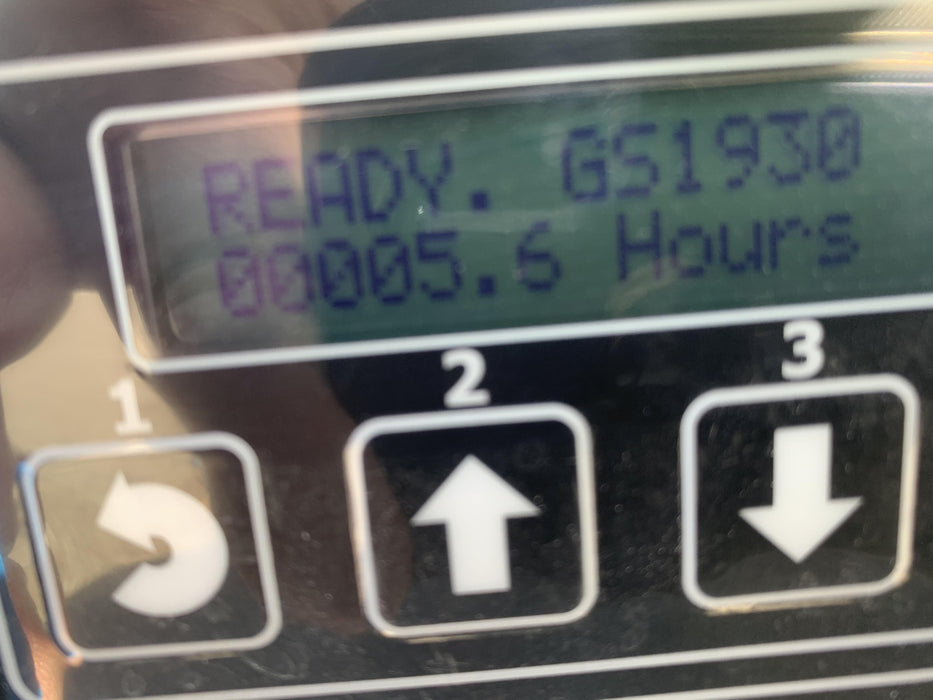 READY. GS1930
00005.6 Hours
1 2 3